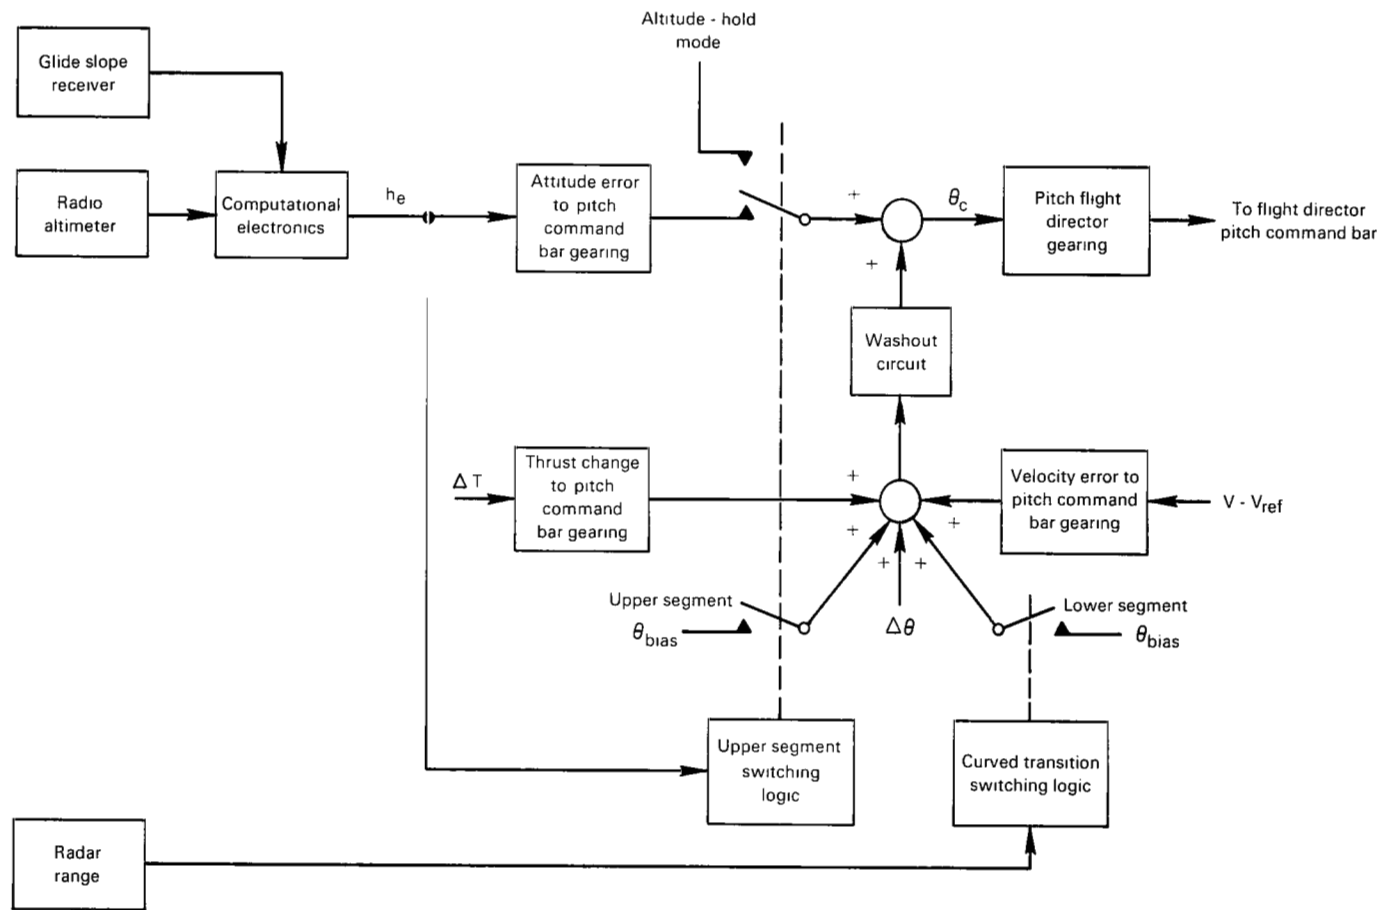 Altitude - hold
mode
Glide slope
receiver
Radio
altimeter
Computational
electronics
h_e
Attitude error
to pitch
command
bar gearing
+
+
θ_c
Pitch flight
director
gearing
To flight director
pitch command bar
Washout
circuit
Δ T
Thrust change
to pitch
command
bar gearing
+
+
+
+
+
Velocity error to
pitch command
bar gearing
V - V_ref
Upper segment
θ_bias
Δθ
Lower segment
θ_bias
Upper segment
switching
logic
Curved transition
switching logic
Radar
range